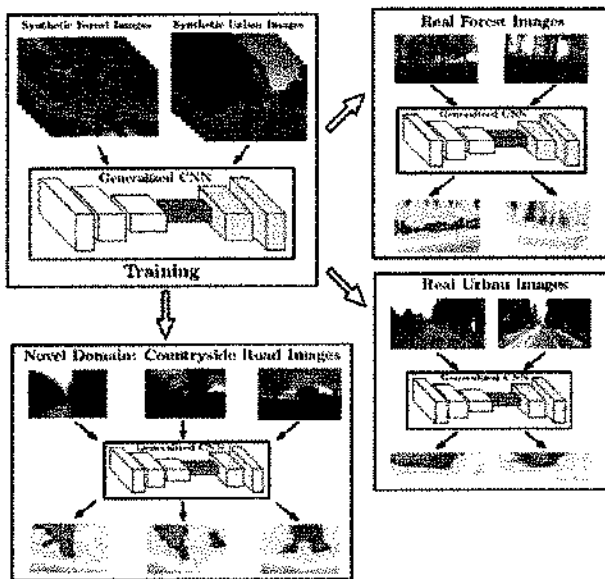 Synthetic Forest Images
Synthetic Urban Images
Generalized CNN
Training
Real Forest Images
Generalized CNN
Real Urban Images
Generalized CNN
Novel Domain: Countryside Road Images
Generalized CNN